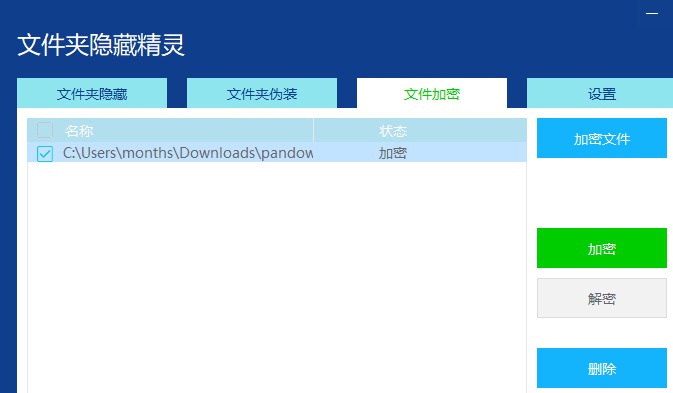 文件夹隐藏精灵
文件夹隐藏 文件夹伪装 文件加密 设置
名称 状态 加密文件
C:\Users\months\Downloads\pandow 加密
加密
解密
删除